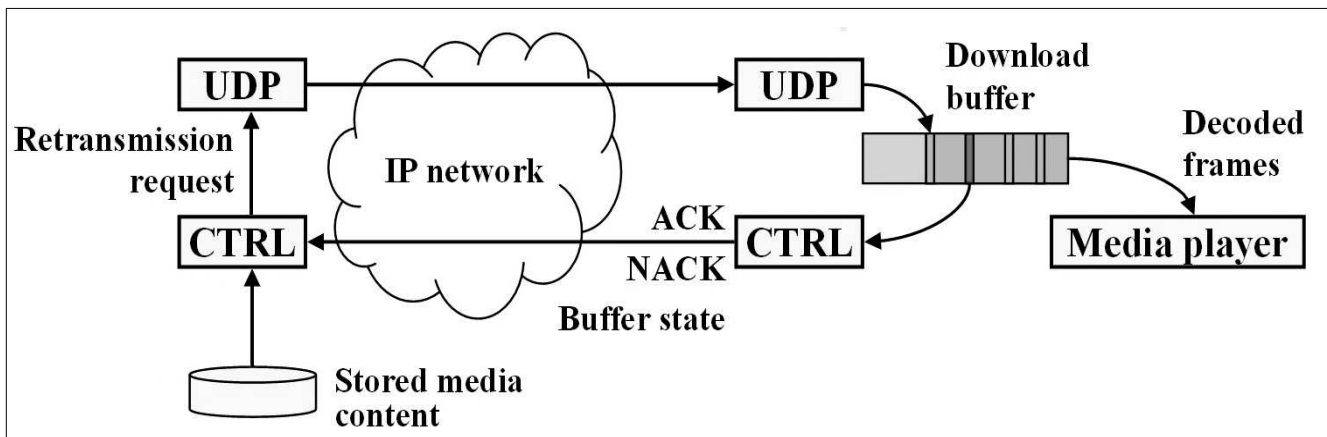 UDP
UDP
Download
buffer
Retransmission
request
IP network
Decoded
frames
CTRL
ACK
NACK
CTRL
Media player
Buffer state
Stored media
content